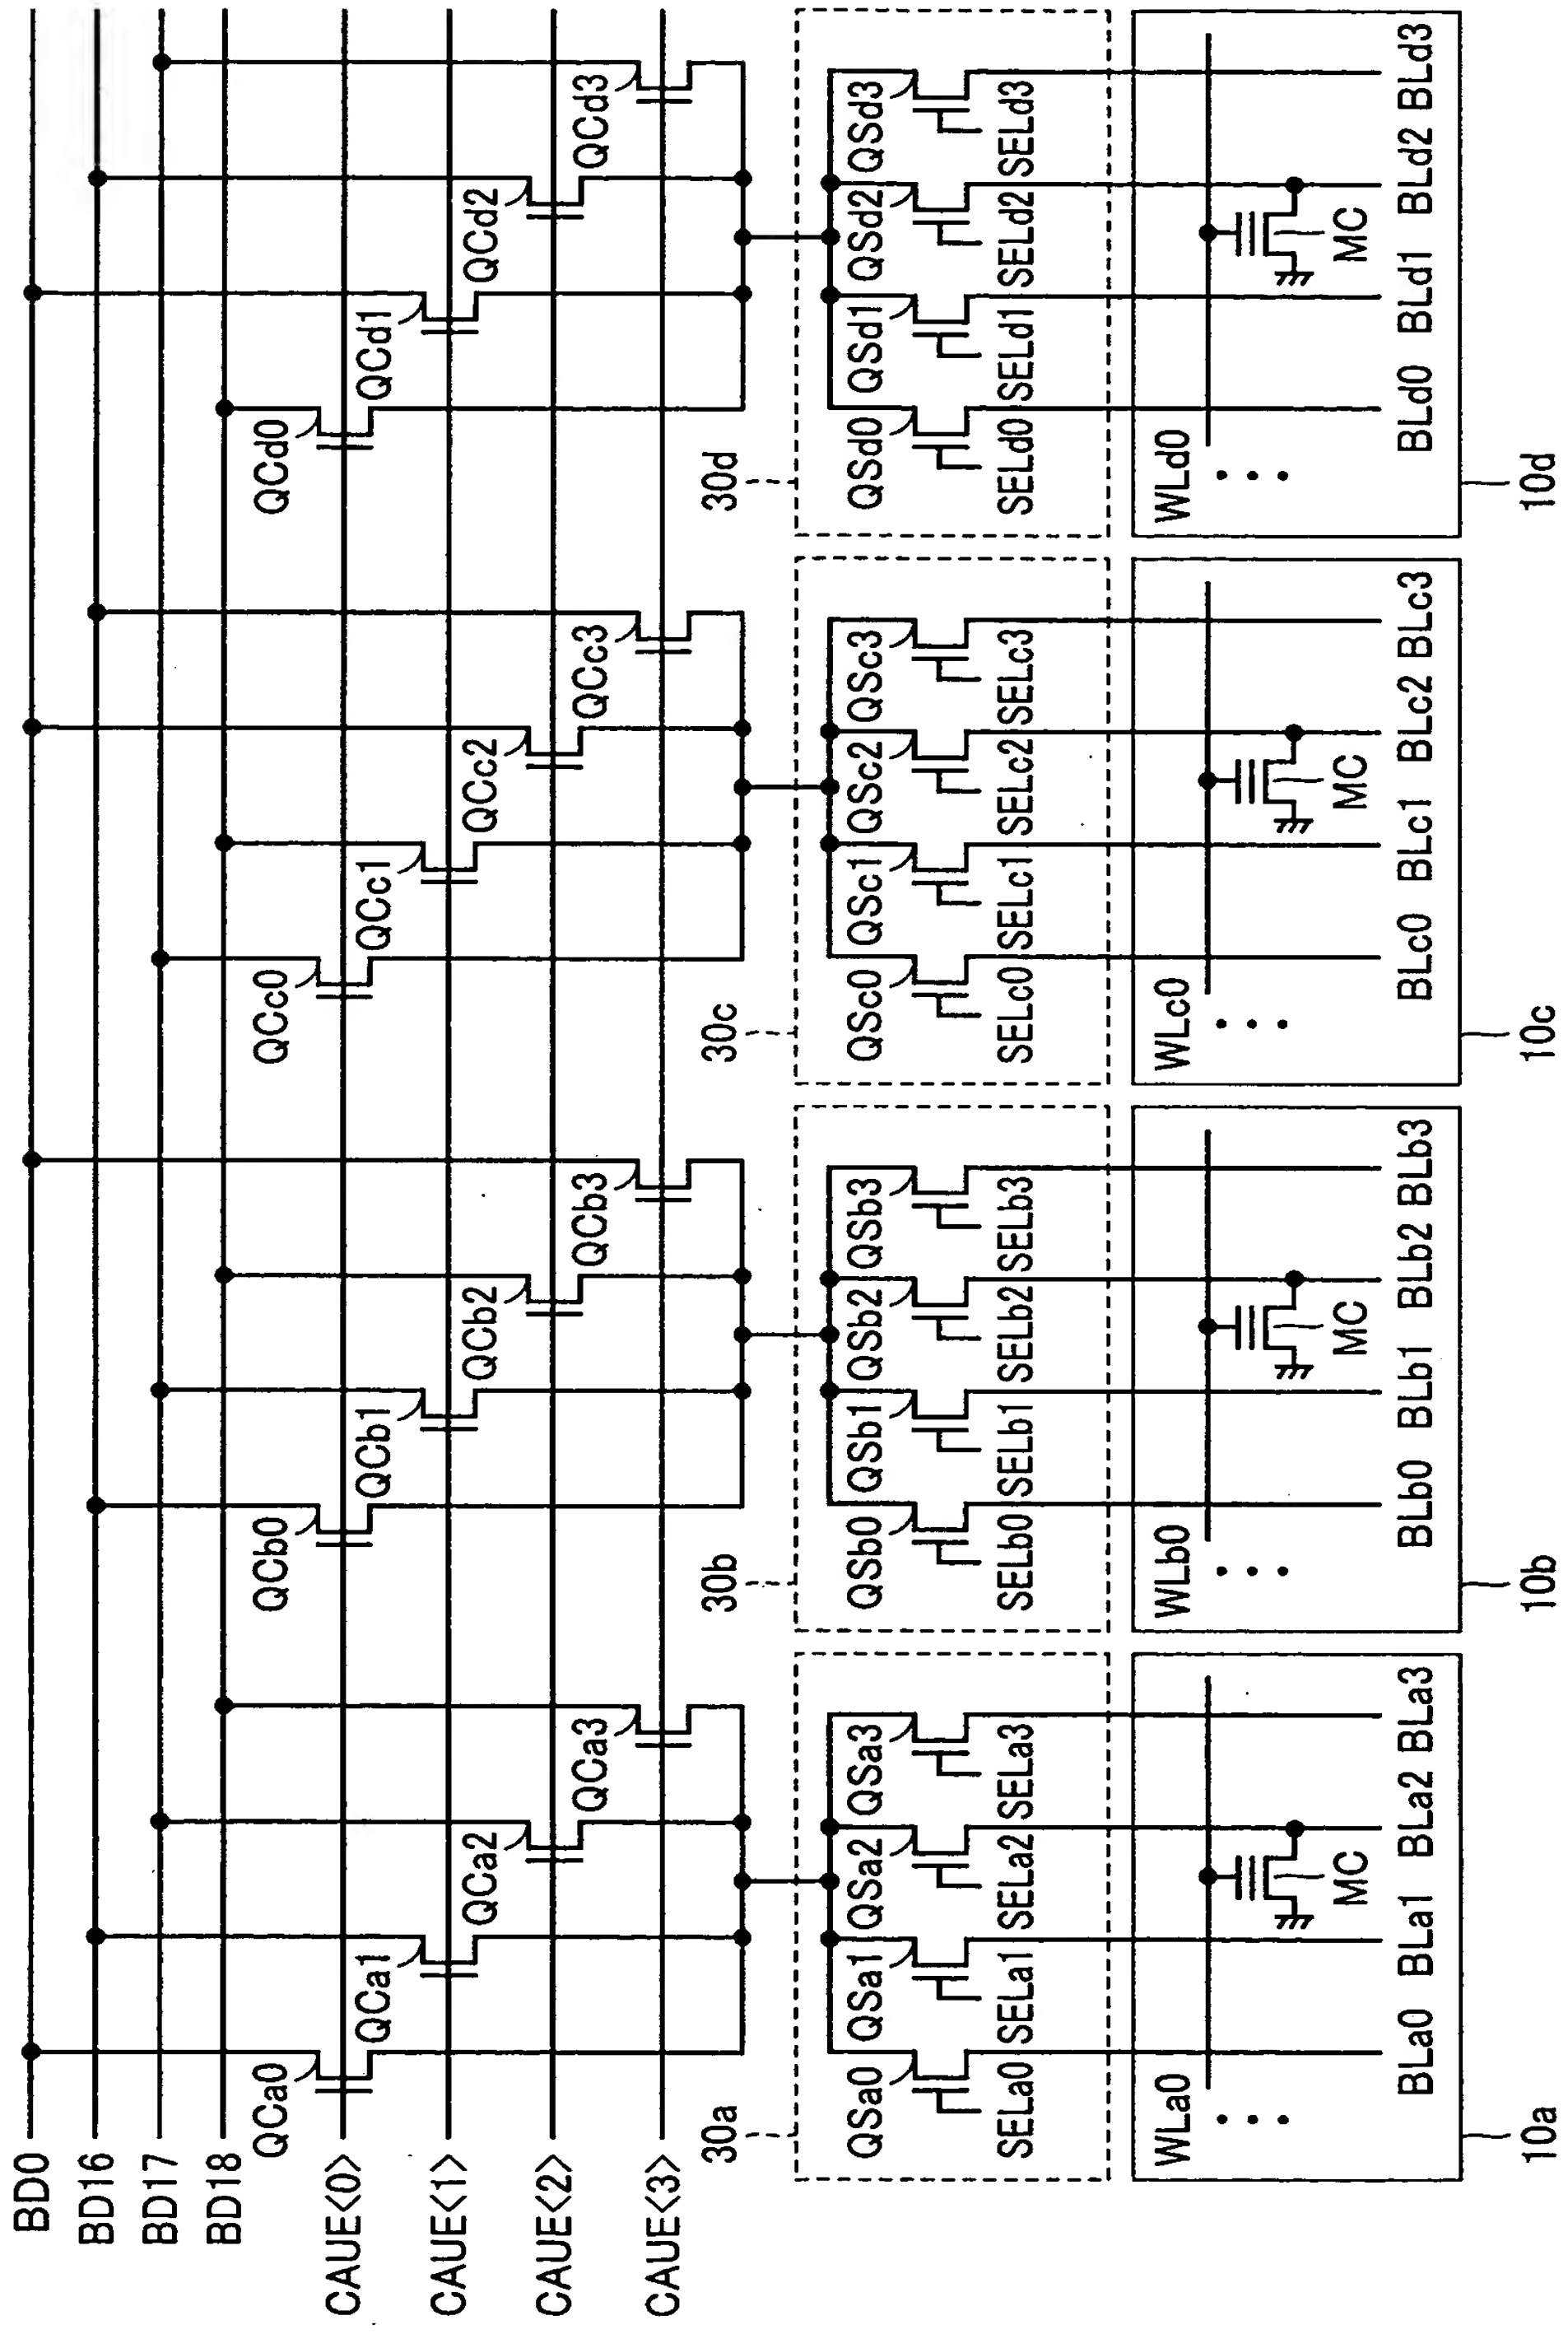 BD0
BD16
BD17
BD18
CAUE<0>
CAUE<1>
CAUE<2>
CAUE<3>
QCa0
QCa1
QCa2
QCa3
QCb0
QCb1
QCb2
QCb3
QCc0
QCc1
QCc2
QCc3
QCd0
QCd1
QCd2
QCd3
30a
30b
30c
30d
QSa0 QSa1 QSa2 QSa3
QSb0 QSb1 QSb2 QSb3
QSc0 QSc1 QSc2 QSc3
QSd0 QSd1 QSd2 QSd3
SELa0 SELa1 SELa2 SELa3
SELb0 SELb1 SELb2 SELb3
SELc0 SELc1 SELc2 SELc3
SELd0 SELd1 SELd2 SELd3
WLa0
WLb0
WLc0
WLd0
MC
MC
MC
MC
BLa0 BLa1 BLa2 BLa3
BLb0 BLb1 BLb2 BLb3
BLc0 BLc1 BLc2 BLc3
BLd0 BLd1 BLd2 BLd3
10a
10b
10c
10d